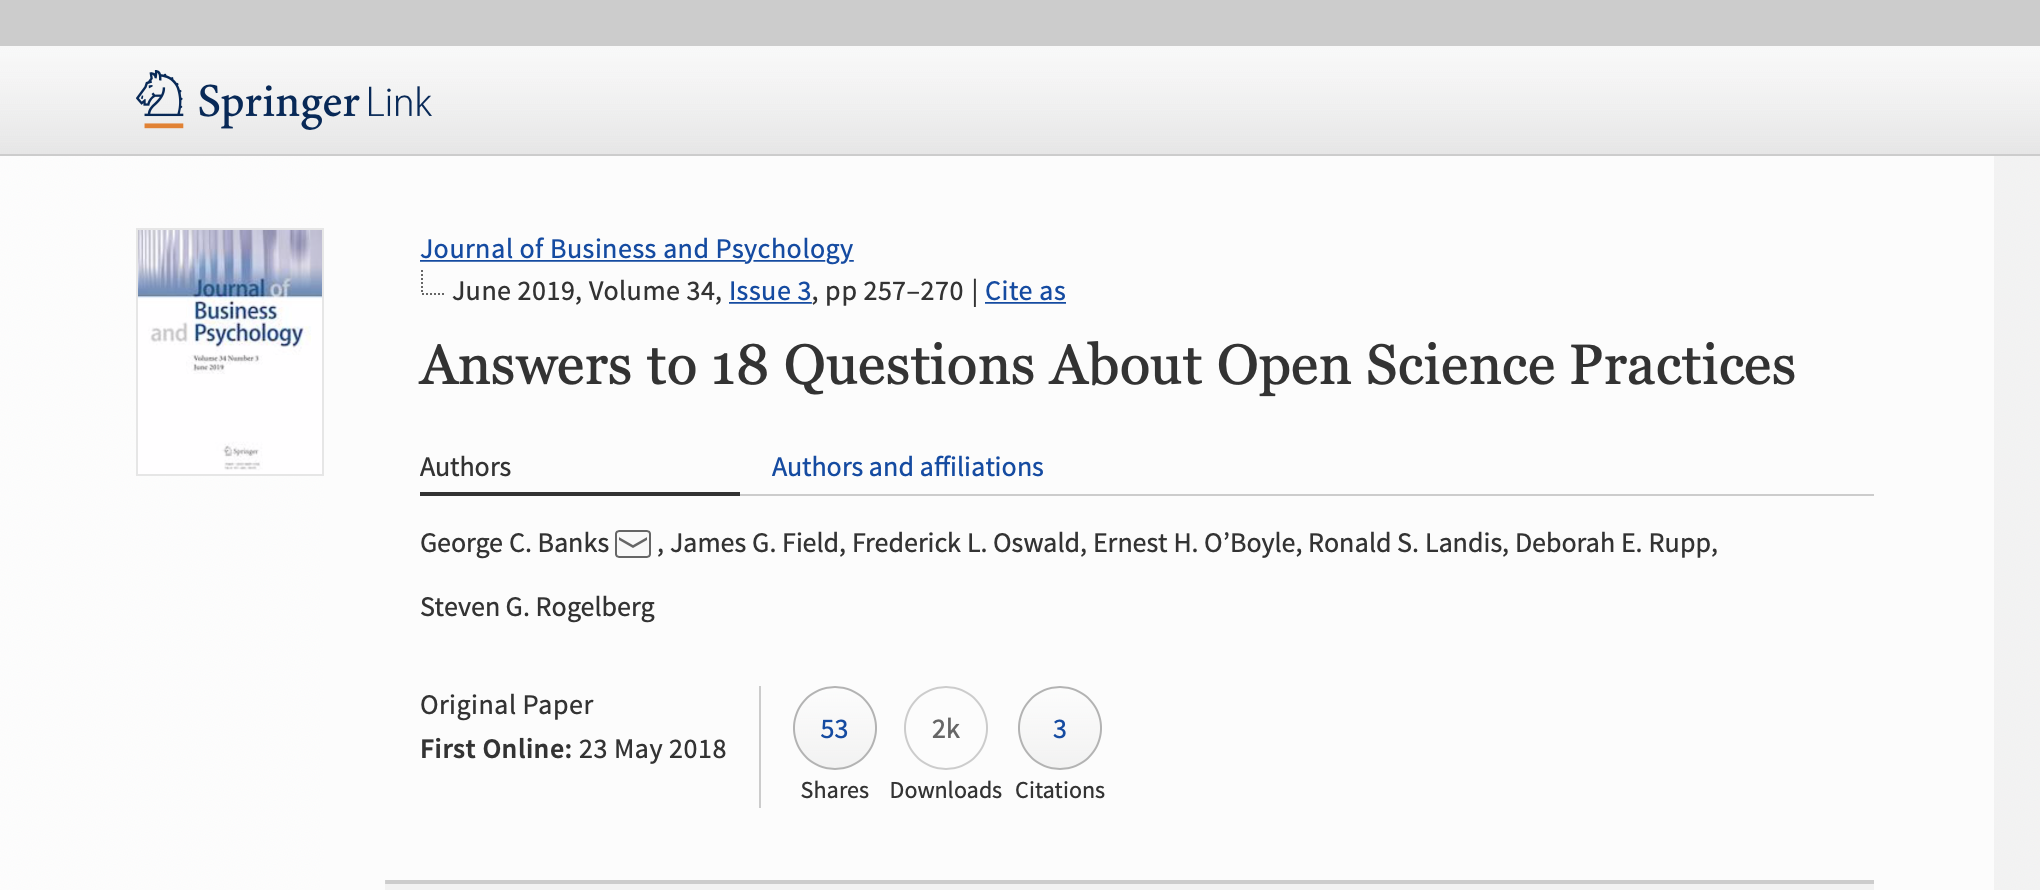 Springer Link
Journal of
Business
and Psychology
Volume 34 Number 3
June 2019
Springer
Journal of Business and Psychology
June 2019, Volume 34, Issue 3, pp 257–270 | Cite as
Answers to 18 Questions About Open Science Practices
Authors
Authors and affiliations
George C. Banks , James G. Field, Frederick L. Oswald, Ernest H. O’Boyle, Ronald S. Landis, Deborah E. Rupp,
Steven G. Rogelberg
Original Paper
First Online: 23 May 2018
53
2k
3
Shares
Downloads
Citations